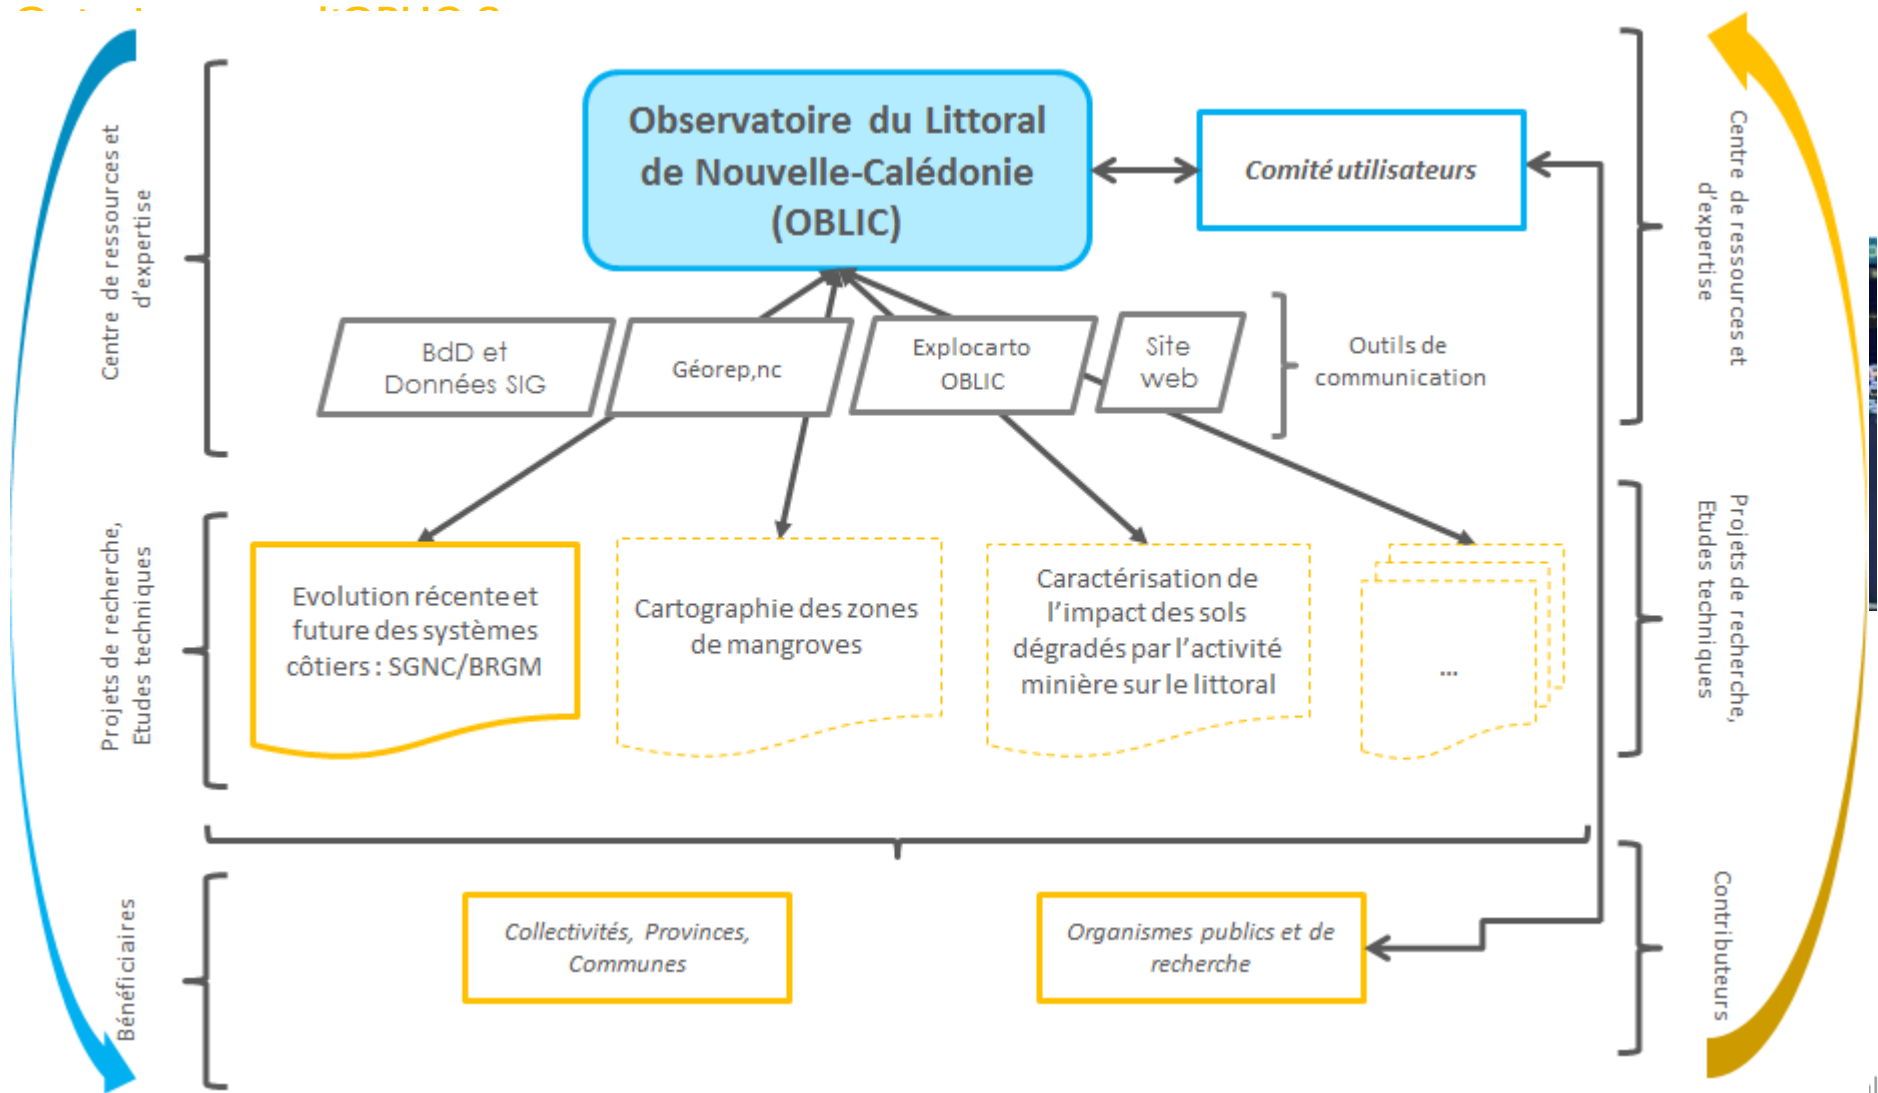 Observatoire du Littoral
de Nouvelle-Calédonie
(OBLIC)
Comité utilisateurs
Centre de ressources et
d'expertise
Centre de ressources et
d'expertise
BdD et
Données SIG
Géorep,nc
Explocarto
OBLIC
Site
web
Outils de
communication
Projets de recherche,
Etudes techniques
Evolution récente et
future des systèmes
côtiers : SGNC/BRGM
Cartographie des zones
de mangroves
Caractérisation de
l'impact des sols
dégradés par l'activité
minière sur le littoral
...
Projets de recherche,
Etudes techniques
Bénéficiaires
Collectivités, Provinces,
Communes
Organismes publics et de
recherche
Contributeurs